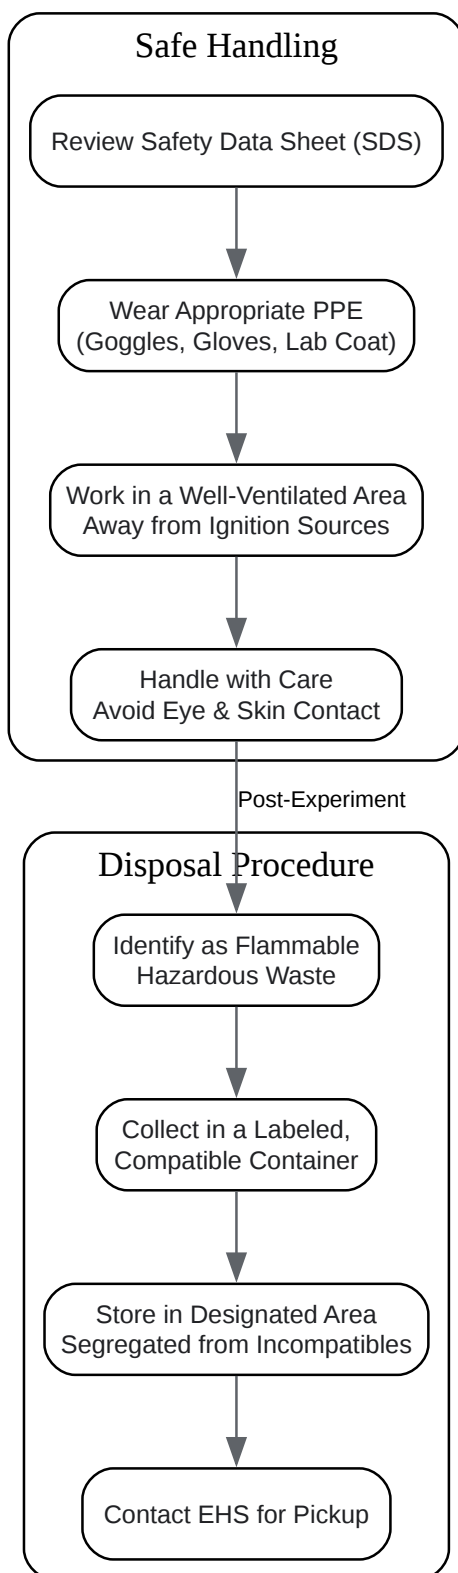 Safe Handling
Review Safety Data Sheet (SDS)
Wear Appropriate PPE
(Goggles, Gloves, Lab Coat)
Work in a Well-Ventilated Area
Away from Ignition Sources
Handle with Care
Avoid Eye & Skin Contact
Post-Experiment
Disposal Procedure
Identify as Flammable
Hazardous Waste
Collect in a Labeled,
Compatible Container
Store in Designated Area
Segregated from Incompatibles
Contact EHS for Pickup